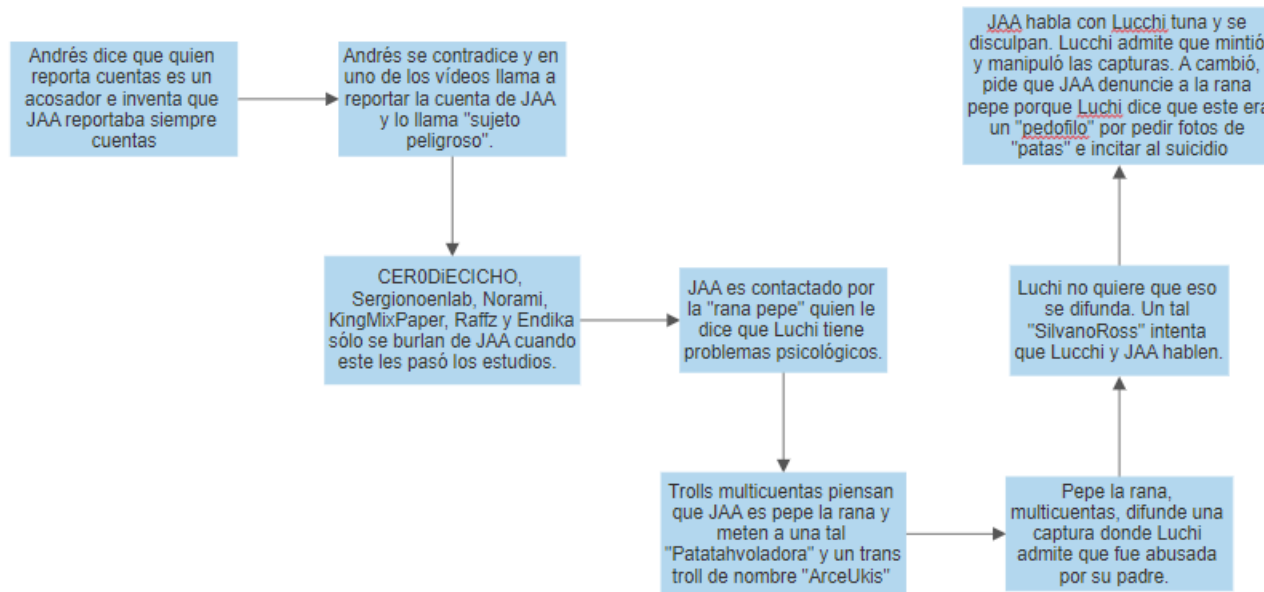 Andrés dice que quien
reporta cuentas es un
acosador e inventa que
JAA reportaba siempre
cuentas
Andrés se contradice y en
uno de los vídeos llama a
reportar la cuenta de JAA
y lo llama "sujeto
peligroso".
CER0DiECICHO,
Sergionoenlab, Norami,
KingMixPaper, Raffz y Endika
sólo se burlan de JAA cuando
este les pasó los estudios.
JAA es contactado por
la "rana pepe" quien le
dice que Luchi tiene
problemas psicológicos.
Trolls multicuentas piensan
que JAA es pepe la rana y
meten a una tal
"Patatahvoladora" y un trans
troll de nombre "ArceUkis"
Pepe la rana,
multicuentas, difunde una
captura donde Luchi
admite que fue abusada
por su padre.
Luchi no quiere que eso
se difunda. Un tal
"SilvanoRoss" intenta
que Lucchi y JAA hablen.
JAA habla con Lucchi tuna y se
disculpan. Lucchi admite que mintió
y manipuló las capturas. A cambió,
pide que JAA denuncie a la rana
pepe porque Luchi dice que este era
un "pedofilo" por pedir fotos de
"patas" e incitar al suicidio